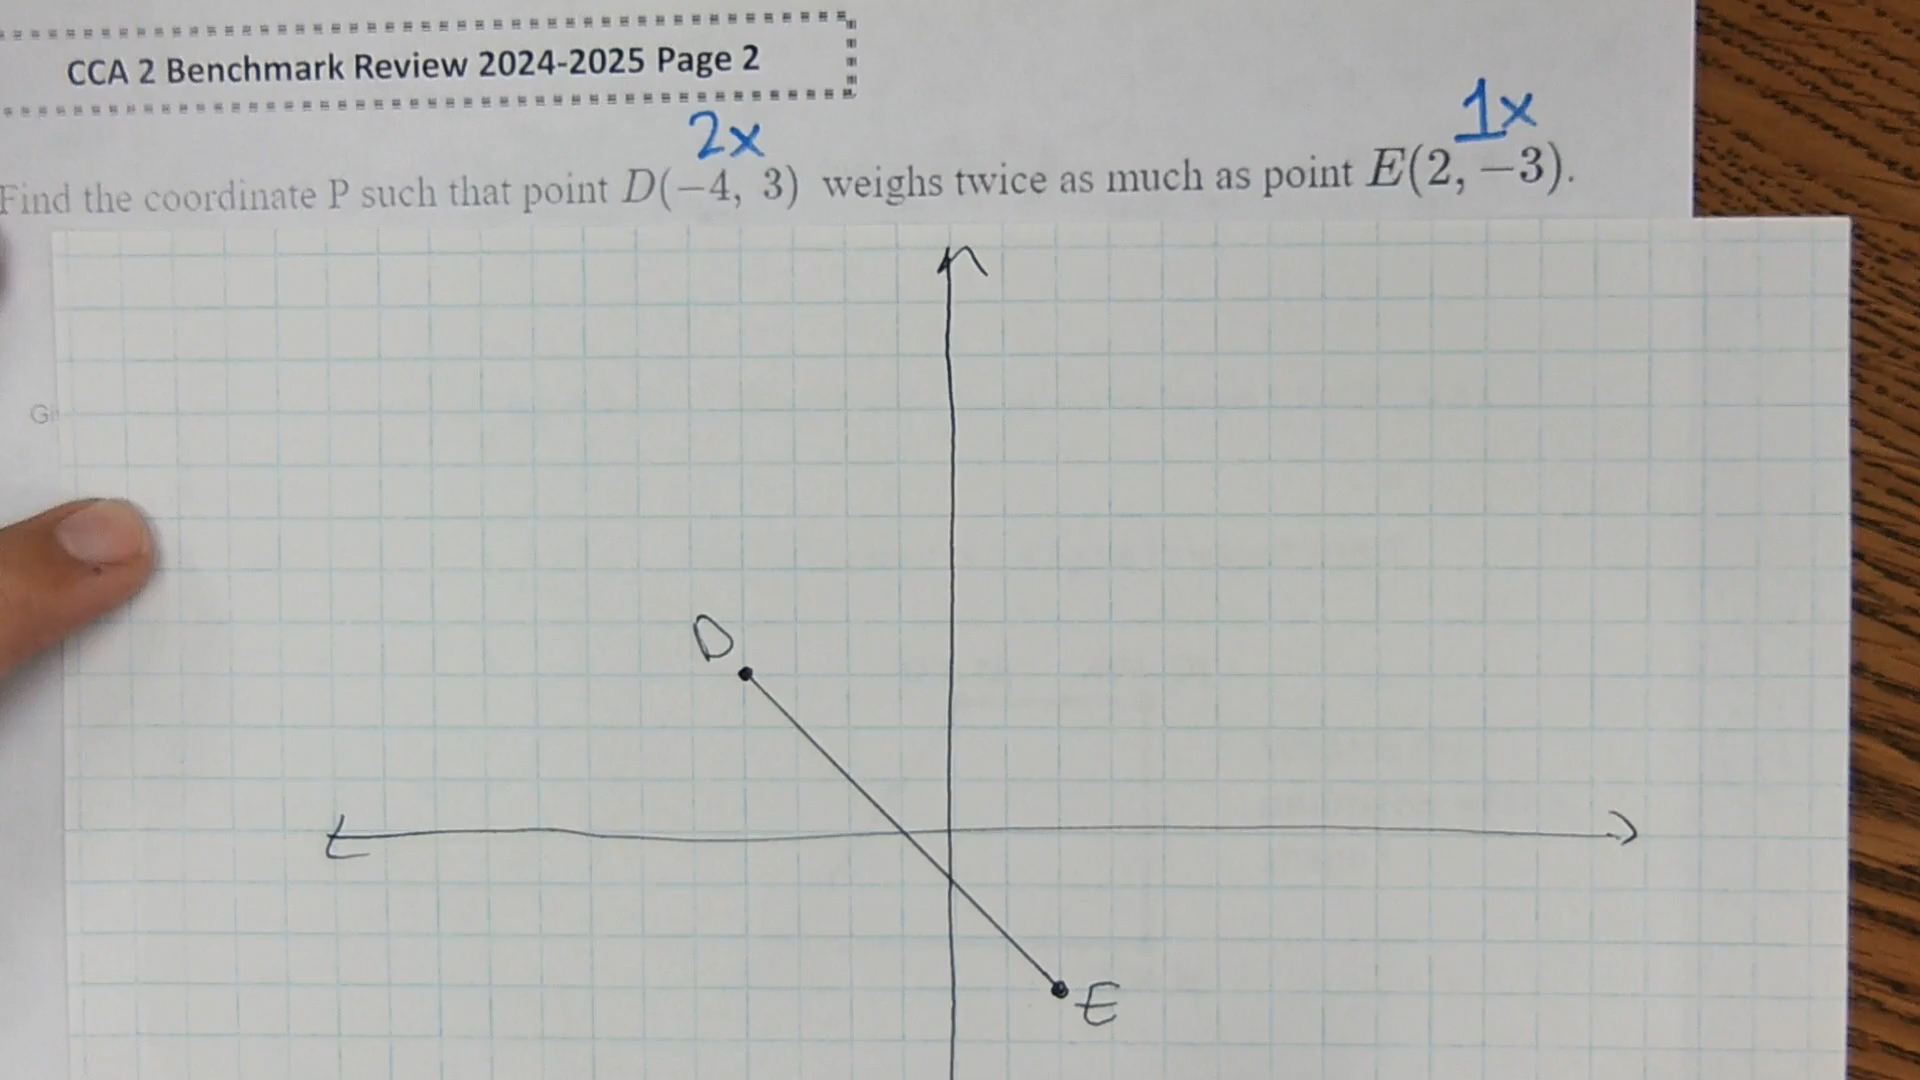 CCA 2 Benchmark Review 2024-2025 Page 2
2x 1x
Find the coordinate P such that point D(−4, 3) weighs twice as much as point E(2, −3).
D
E